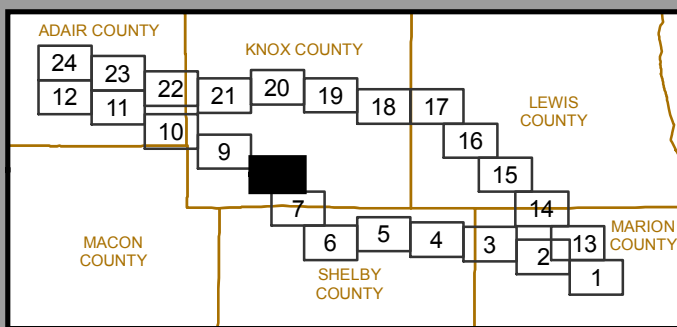 ADAIR COUNTY
KNOX COUNTY
24
23
22
21
20
19
18
17
LEWIS
COUNTY
12
11
10
9
16
15
14
7
MARION
COUNTY
MACON
COUNTY
6
5
4
3
2
13
1
SHELBY
COUNTY